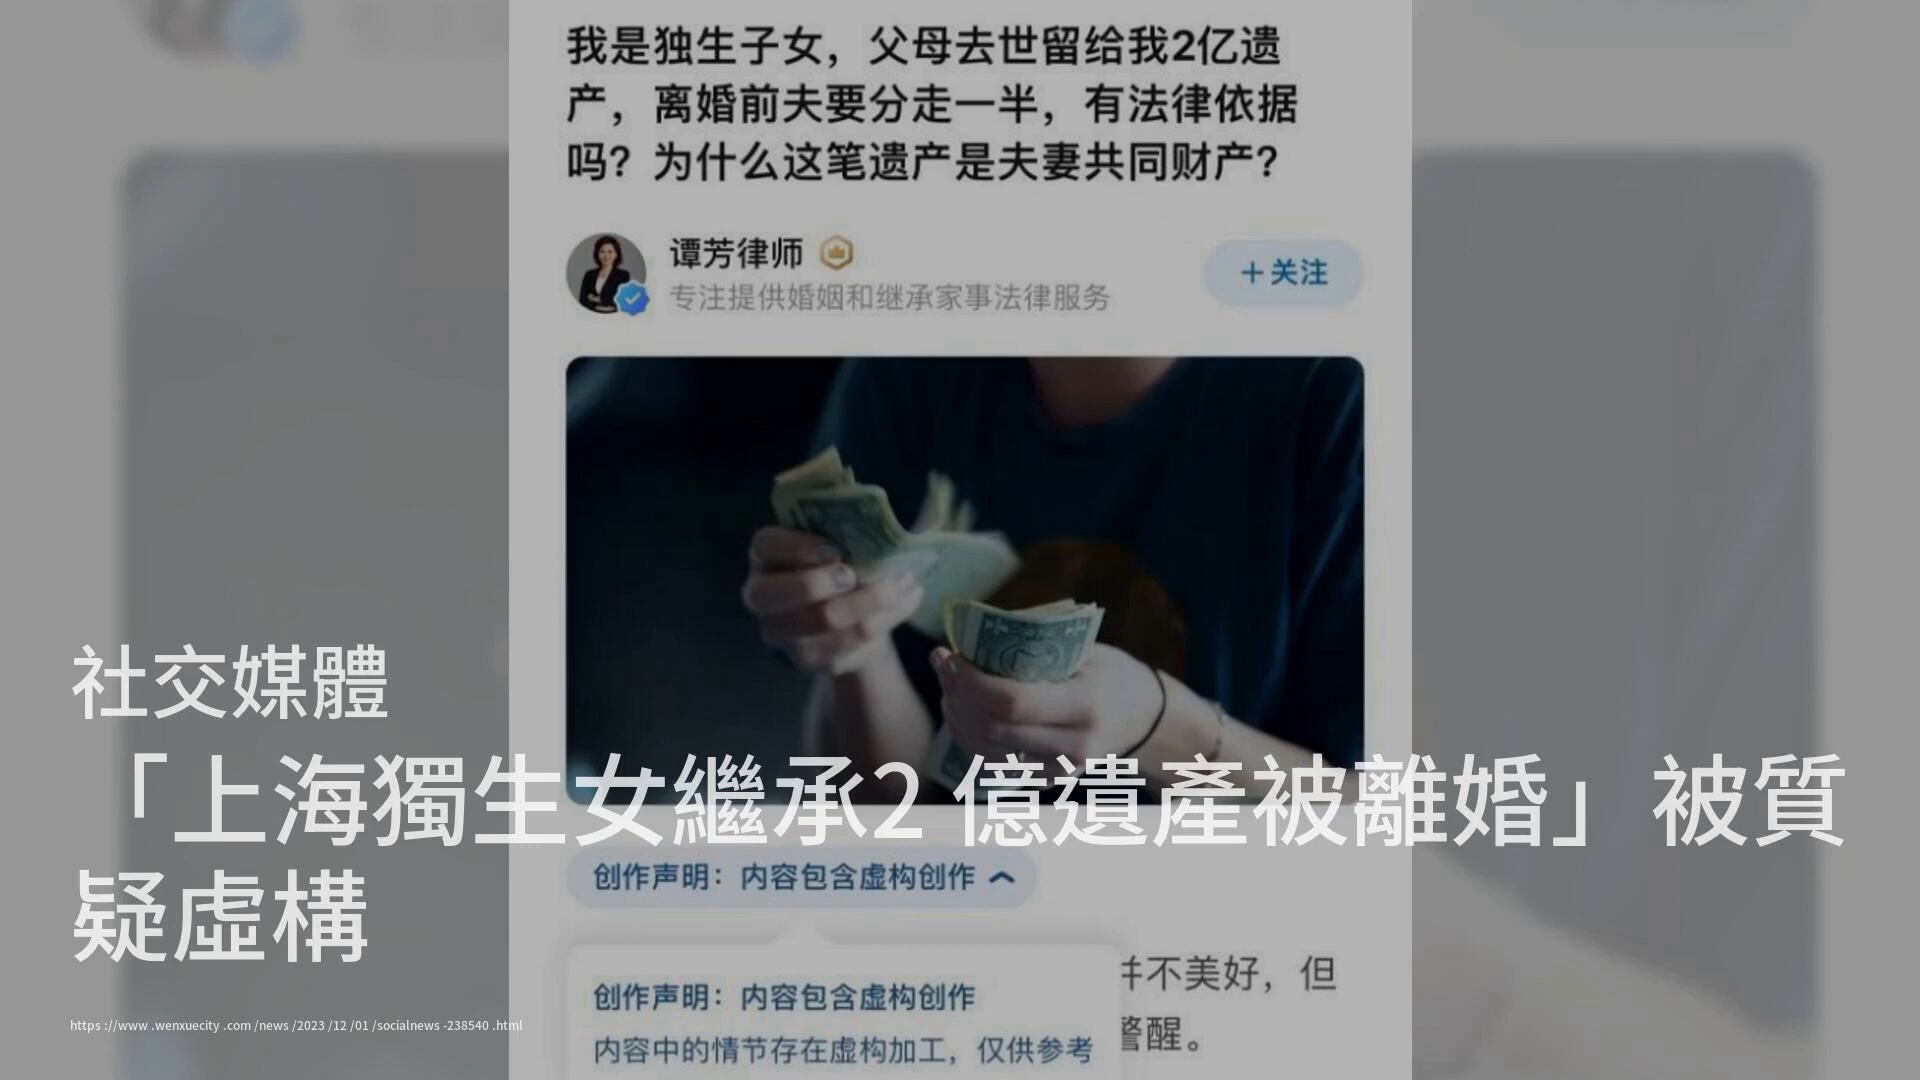 我是独生子女，父母去世留给我2亿遗
产，离婚前夫要分走一半，有法律依据
吗？为什么这笔遗产是夫妻共同财产？
谭芳律师
专注提供婚姻和继承家事法律服务
+关注
社交媒體
「上海獨生女繼承2 億遺產被離婚」被質
疑虛構
创作声明：内容包含虚构创作
并不美好，但
创作声明：内容包含虚构创作
警醒。
https ://www .wenxuecity .com /news /2023 /12 /01 /socialnews -238540 .html
内容中的情节存在虚构加工，仅供参考